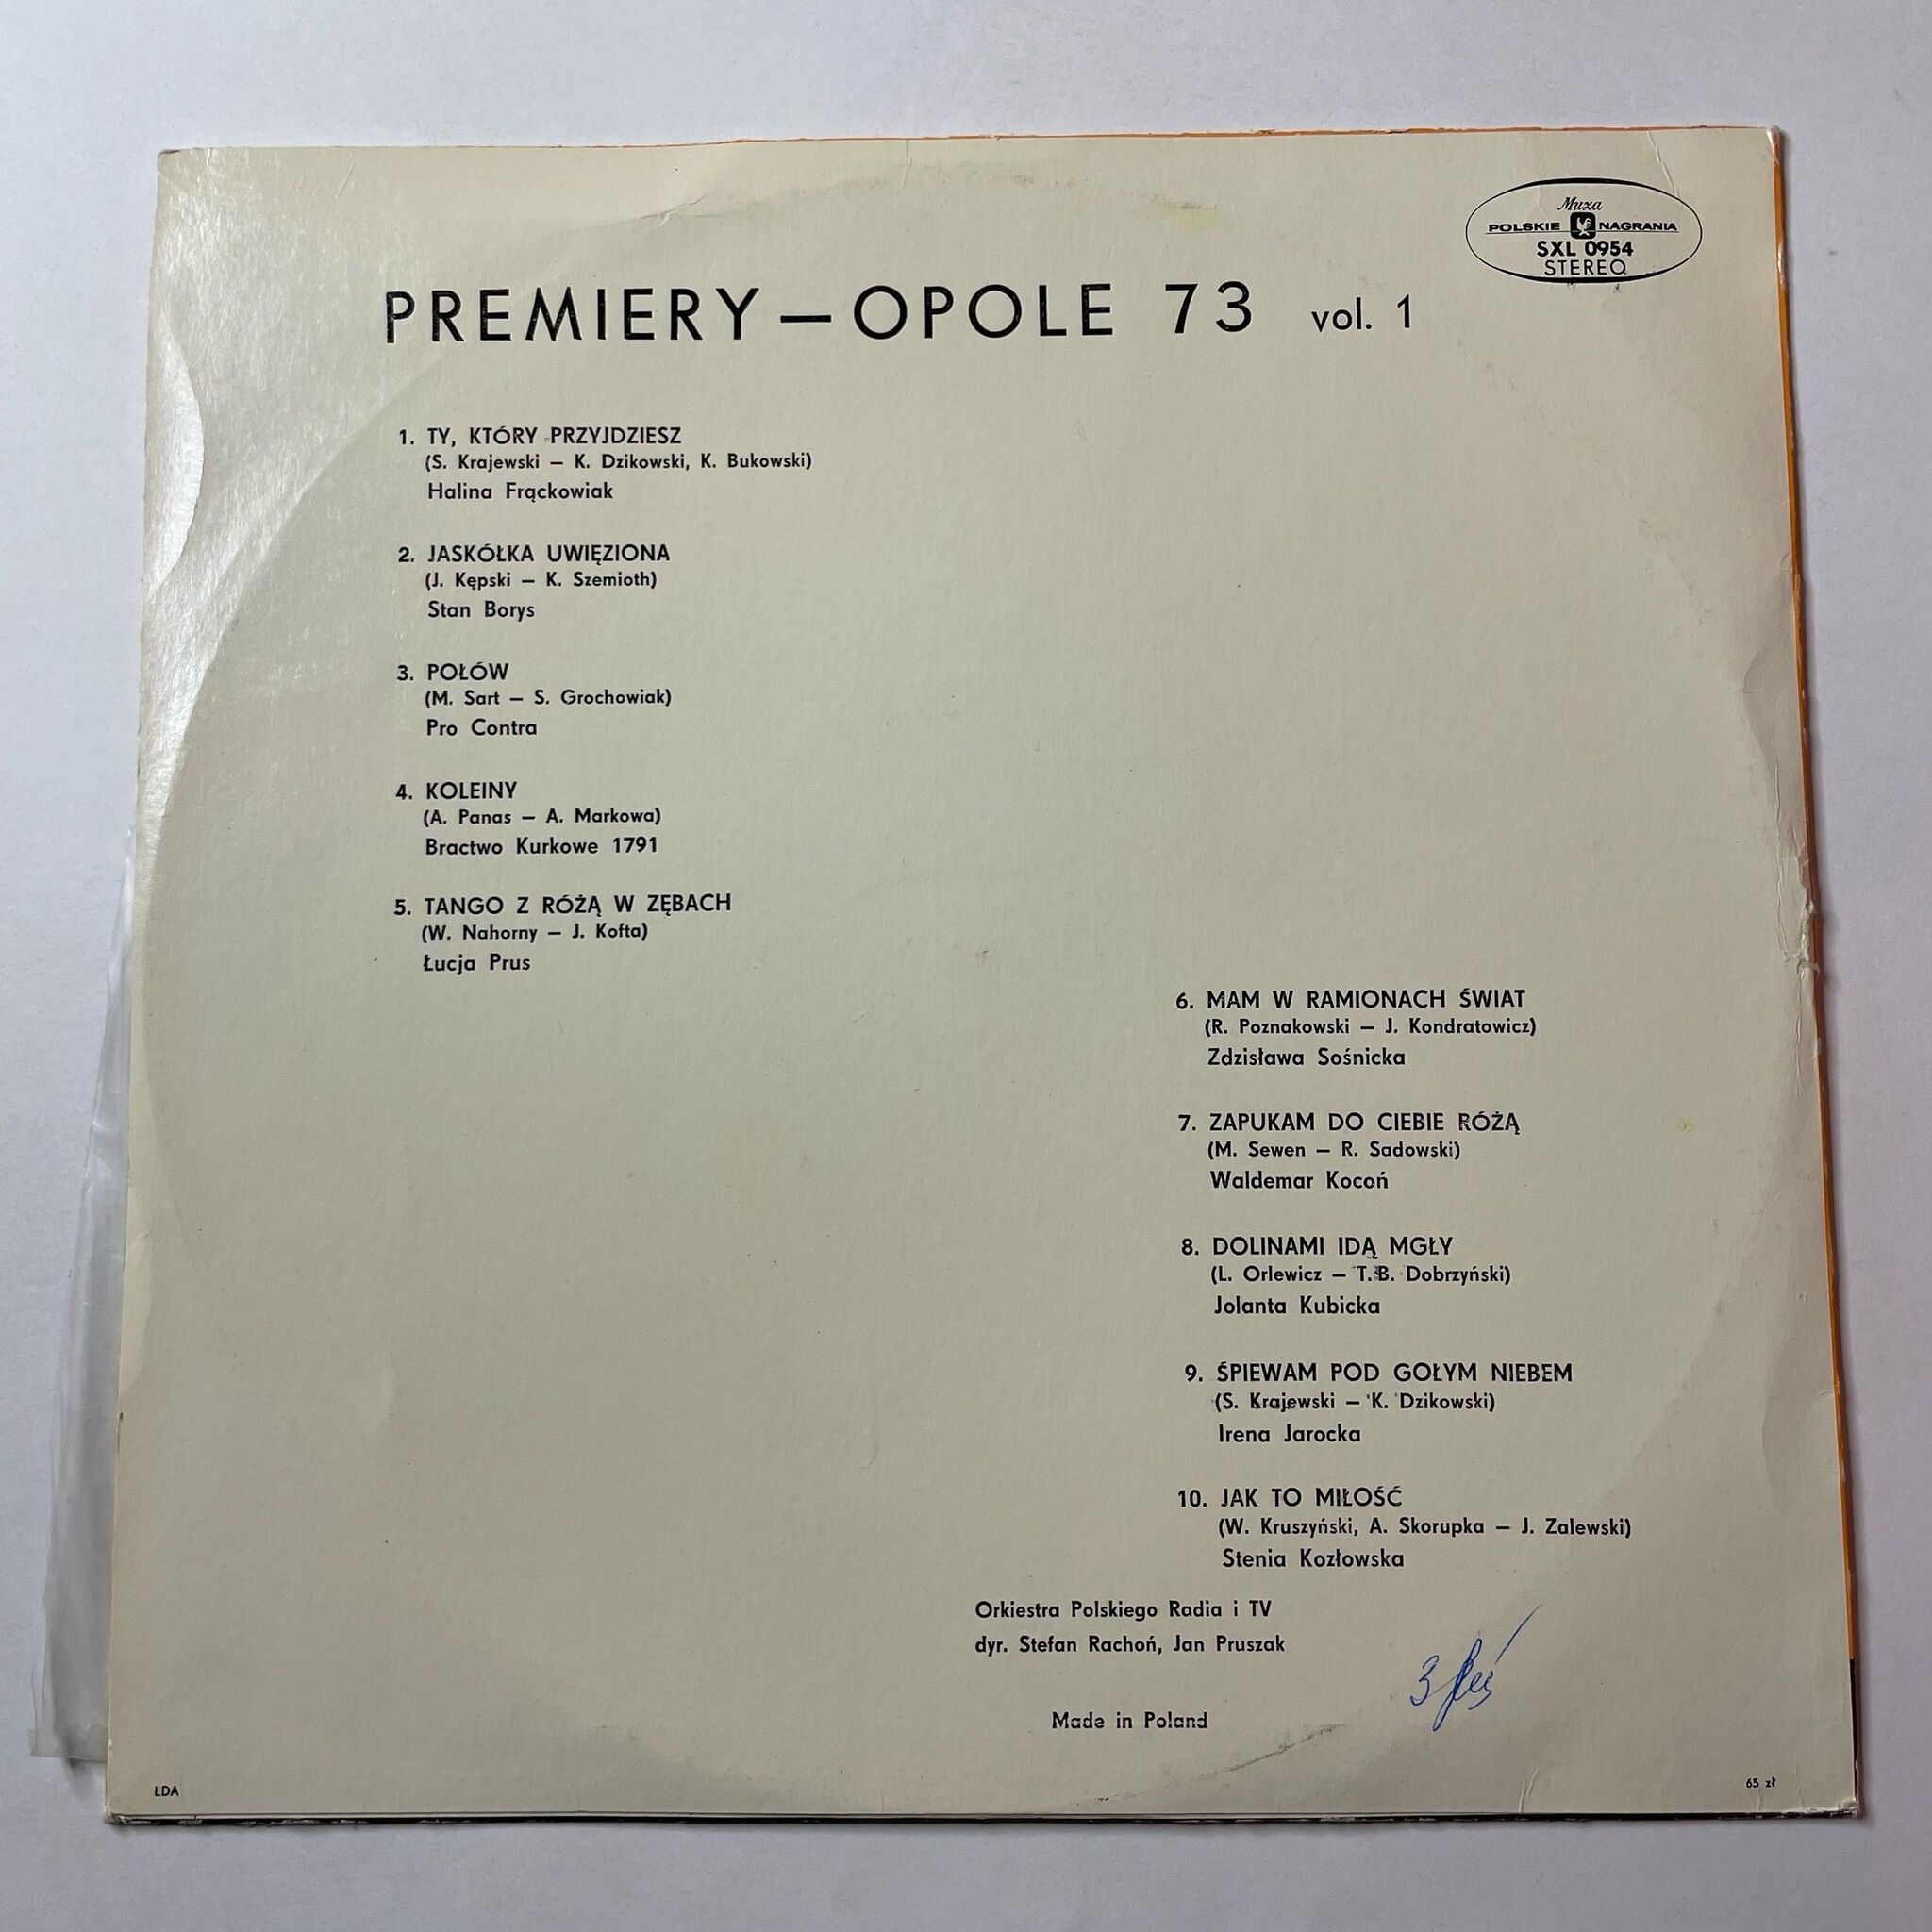 Muza
POLSKIE NAGRANIA
SXL 0954
STEREO
PREMIERY – OPOLE 73 vol. 1
1. TY, KTÓRY PRZYJDZIESZ
(S. Krajewski – K. Dzikowski, K. Bukowski)
Halina Frąckowiak
2. JASKÓŁKA UWIĘZIONA
(J. Kępski – K. Szemioth)
Stan Borys
3. POŁÓW
(M. Sart – S. Grochowiak)
Pro Contra
4. KOLEINY
(A. Panas – A. Markowa)
Bractwo Kurkowe 1791
5. TANGO Z RÓŻĄ W ZĘBACH
(W. Nahorny – J. Kofta)
Łucja Prus
6. MAM W RAMIONACH ŚWIAT
(R. Poznakowski – J. Kondratowicz)
Zdzisława Sośnicka
7. ZAPUKAM DO CIEBIE RÓŻĄ
(M. Sewen – R. Sadowski)
Waldemar Kocoń
8. DOLINAMI IDĄ MGŁY
(L. Orlewicz – T. B. Dobrzyński)
Jolanta Kubicka
9. ŚPIEWAM POD GOŁYM NIEBEM
(S. Krajewski – K. Dzikowski)
Irena Jarocka
10. JAK TO MIŁOŚĆ
(W. Kruszyński, A. Skorupka – J. Zalewski)
Stenia Kozłowska
Orkiestra Polskiego Radia i TV
dyr. Stefan Rachoń, Jan Pruszak
3
Made in Poland
ŁDA
65 zł